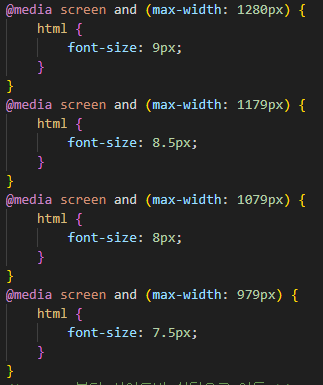 @media screen and (max-width: 1280px) {
    html {
        font-size: 9px;
    }
}
@media screen and (max-width: 1179px) {
    html {
        font-size: 8.5px;
    }
}
@media screen and (max-width: 1079px) {
    html {
        font-size: 8px;
    }
}
@media screen and (max-width: 979px) {
    html {
        font-size: 7.5px;
    }
}